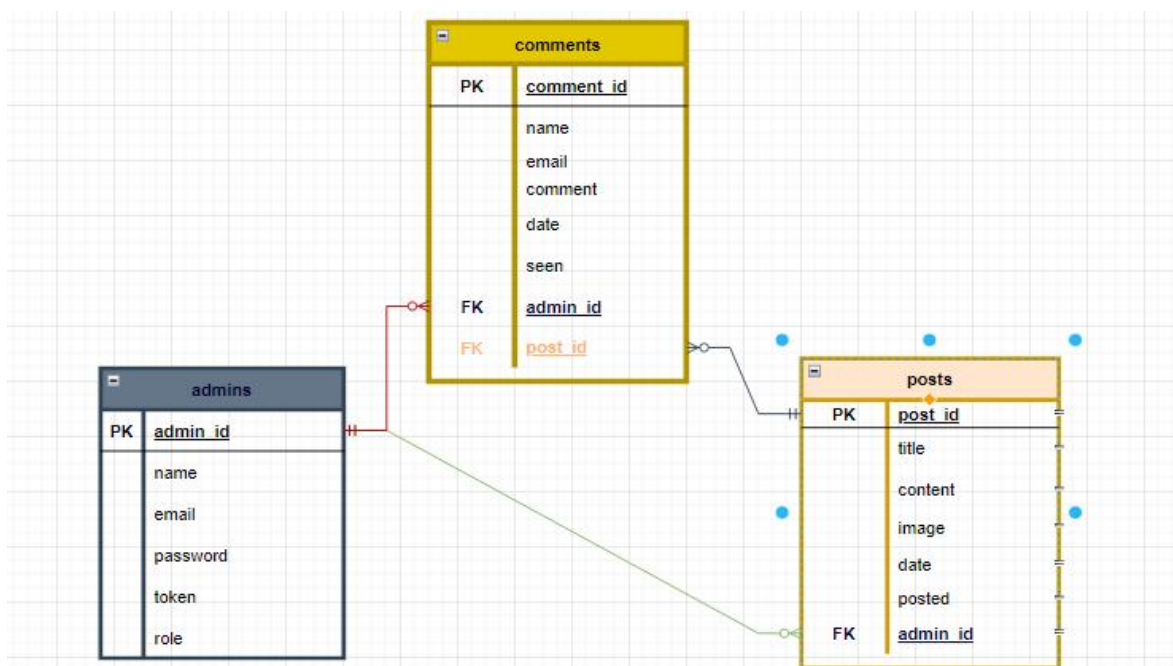 comments
PK comment_id
name
email
comment
date
seen
FK admin_id
FK post_id
admins
PK admin_id
name
email
password
token
role
posts
PK post_id
title
content
image
date
posted
FK admin_id